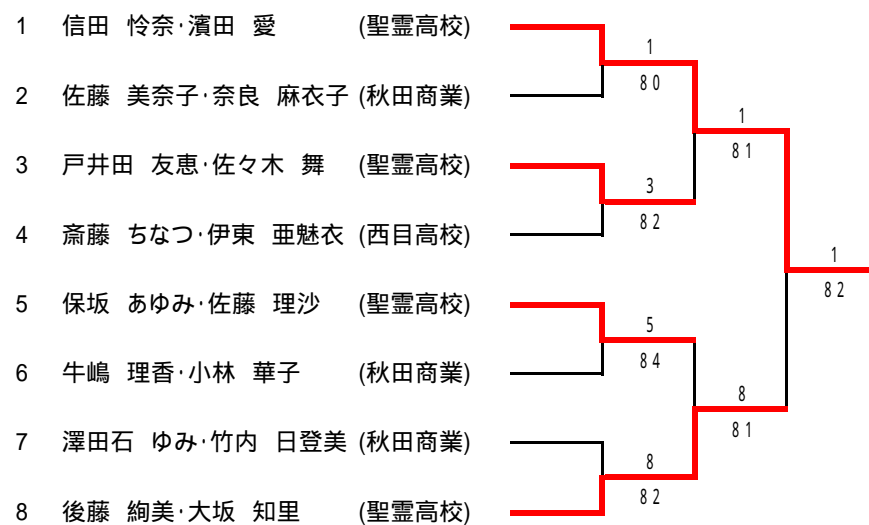 1 信田 怜奈・濱田 愛 (聖霊高校)
2 佐藤 美奈子・奈良 麻衣子 (秋田商業)
3 戸井田 友恵・佐々木 舞 (聖霊高校)
4 斎藤 ちなつ・伊東 亜魅衣 (西目高校)
5 保坂 あゆみ・佐藤 理沙 (聖霊高校)
6 牛嶋 理香・小林 華子 (秋田商業)
7 澤田石 ゆみ・竹内 日登美 (秋田商業)
8 後藤 絢美・大坂 知里 (聖霊高校)
1
80
3
82
5
84
8
82
1
81
8
81
1
82